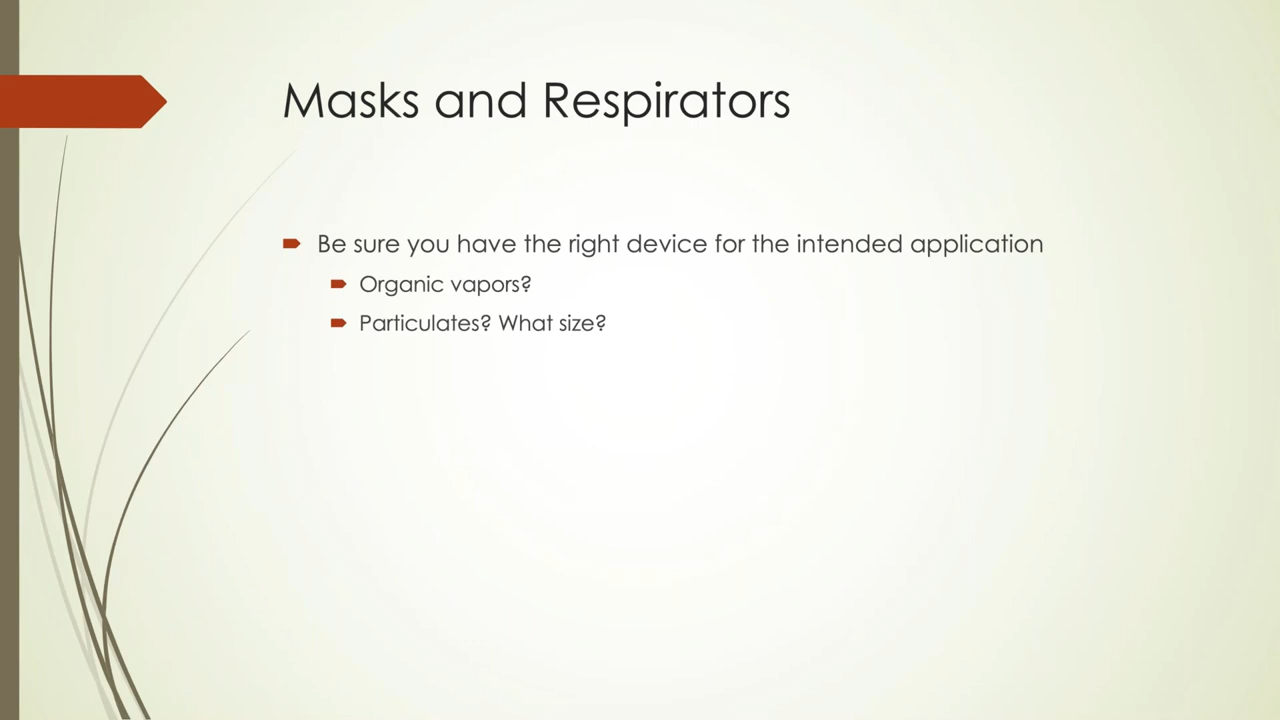 Masks and Respirators
Be sure you have the right device for the intended application
Organic vapors?
Particulates? What size?